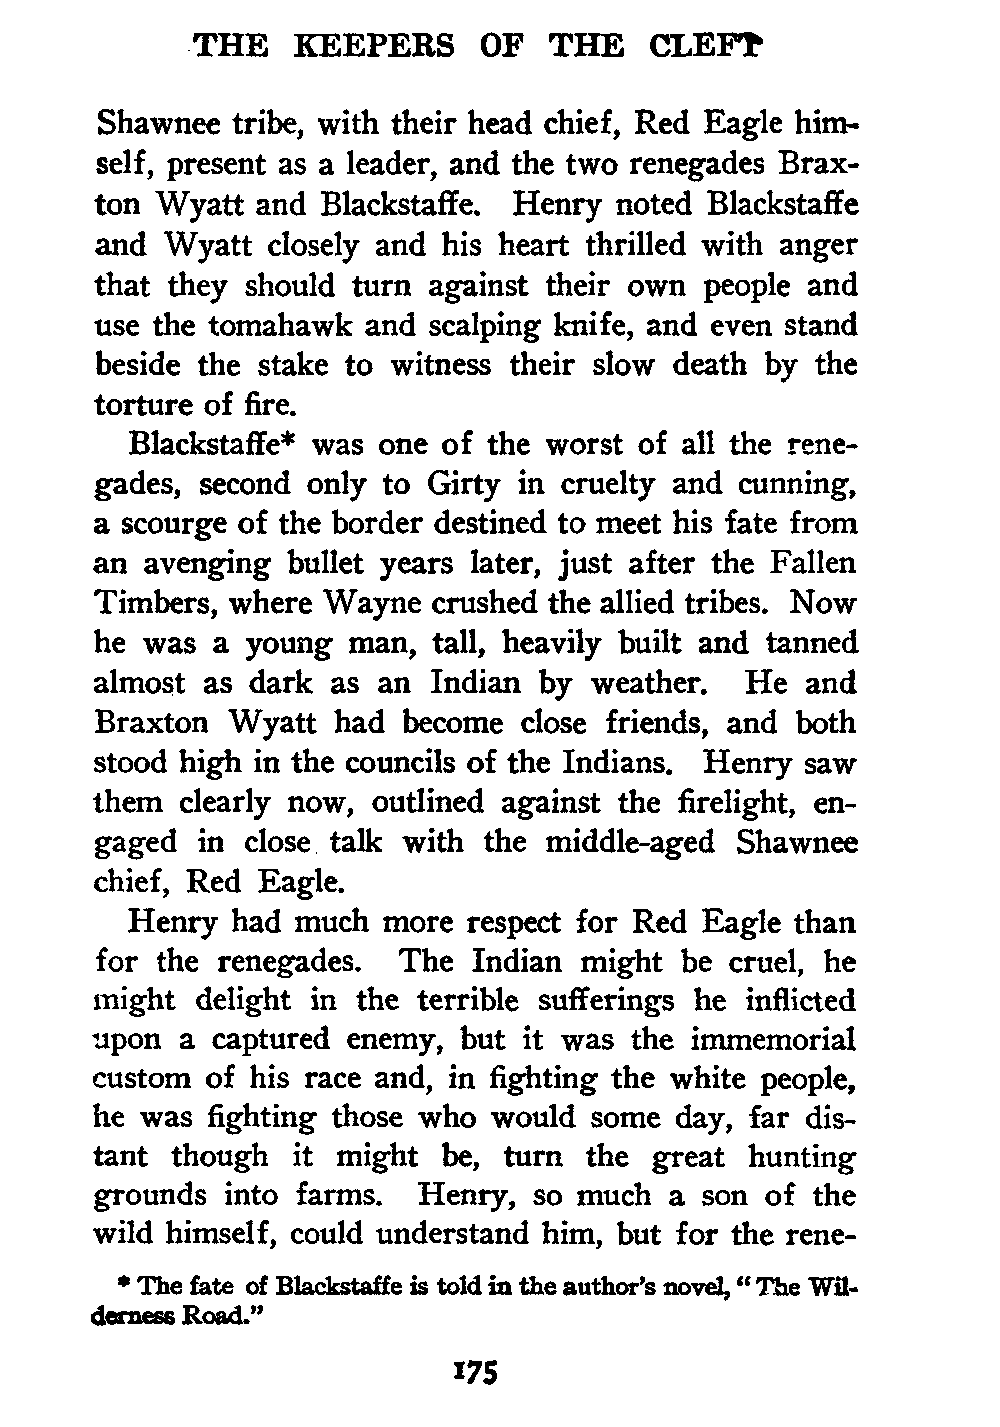 THE KEEPERS OF THE CLEFT
Shawnee tribe, with their head chief, Red Eagle him-
self, present as a leader, and the two renegades Brax-
ton Wyatt and Blackstaffe. Henry noted Blackstaffe
and Wyatt closely and his heart thrilled with anger
that they should turn against their own people and
use the tomahawk and scalping knife, and even stand
beside the stake to witness their slow death by the
torture of fire.
Blackstaffe* was one of the worst of all the rene-
gades, second only to Girty in cruelty and cunning,
a scourge of the border destined to meet his fate from
an avenging bullet years later, just after the Fallen
Timbers, where Wayne crushed the allied tribes. Now
he was a young man, tall, heavily built and tanned
almost as dark as an Indian by weather. He and
Braxton Wyatt had become close friends, and both
stood high in the councils of the Indians. Henry saw
them clearly now, outlined against the firelight, en-
gaged in close talk with the middle-aged Shawnee
chief, Red Eagle.
Henry had much more respect for Red Eagle than
for the renegades. The Indian might be cruel, he
might delight in the terrible sufferings he inflicted
upon a captured enemy, but it was the immemorial
custom of his race and, in fighting the white people,
he was fighting those who would some day, far dis-
tant though it might be, turn the great hunting
grounds into farms. Henry, so much a son of the
wild himself, could understand him, but for the rene-
* The fate of Blackstaffe is told in the author's novel, "The Wil-
derness Road."
175